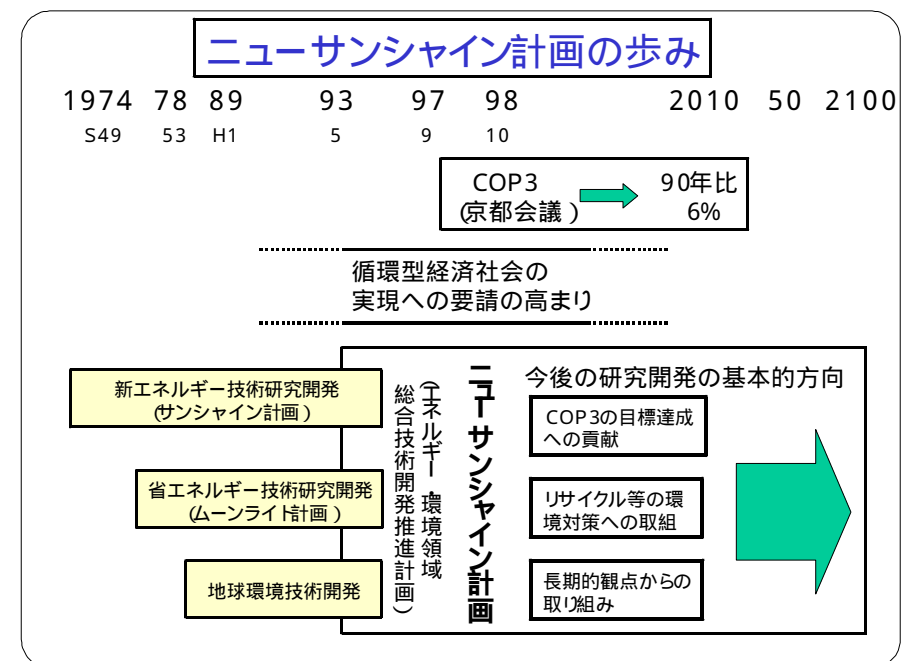 ニューサンシャイン計画の歩み
1974 78 89 93 97 98 2010 50 2100
S49 53 H1 5 9 10
COP3
(京都会議)
90年比
6%
循環型経済社会の
実現への要請の高まり
新エネルギー技術研究開発
(サンシャイン計画)
省エネルギー技術研究開発
(ムーンライト計画)
地球環境技術開発
(エネルギー・環境領域
総合技術開発推進計画)
ニューサンシャイン計画
今後の研究開発の基本的方向
COP3の目標達成
への貢献
リサイクル等の環
境対策への取組
長期的観点からの
取り組み